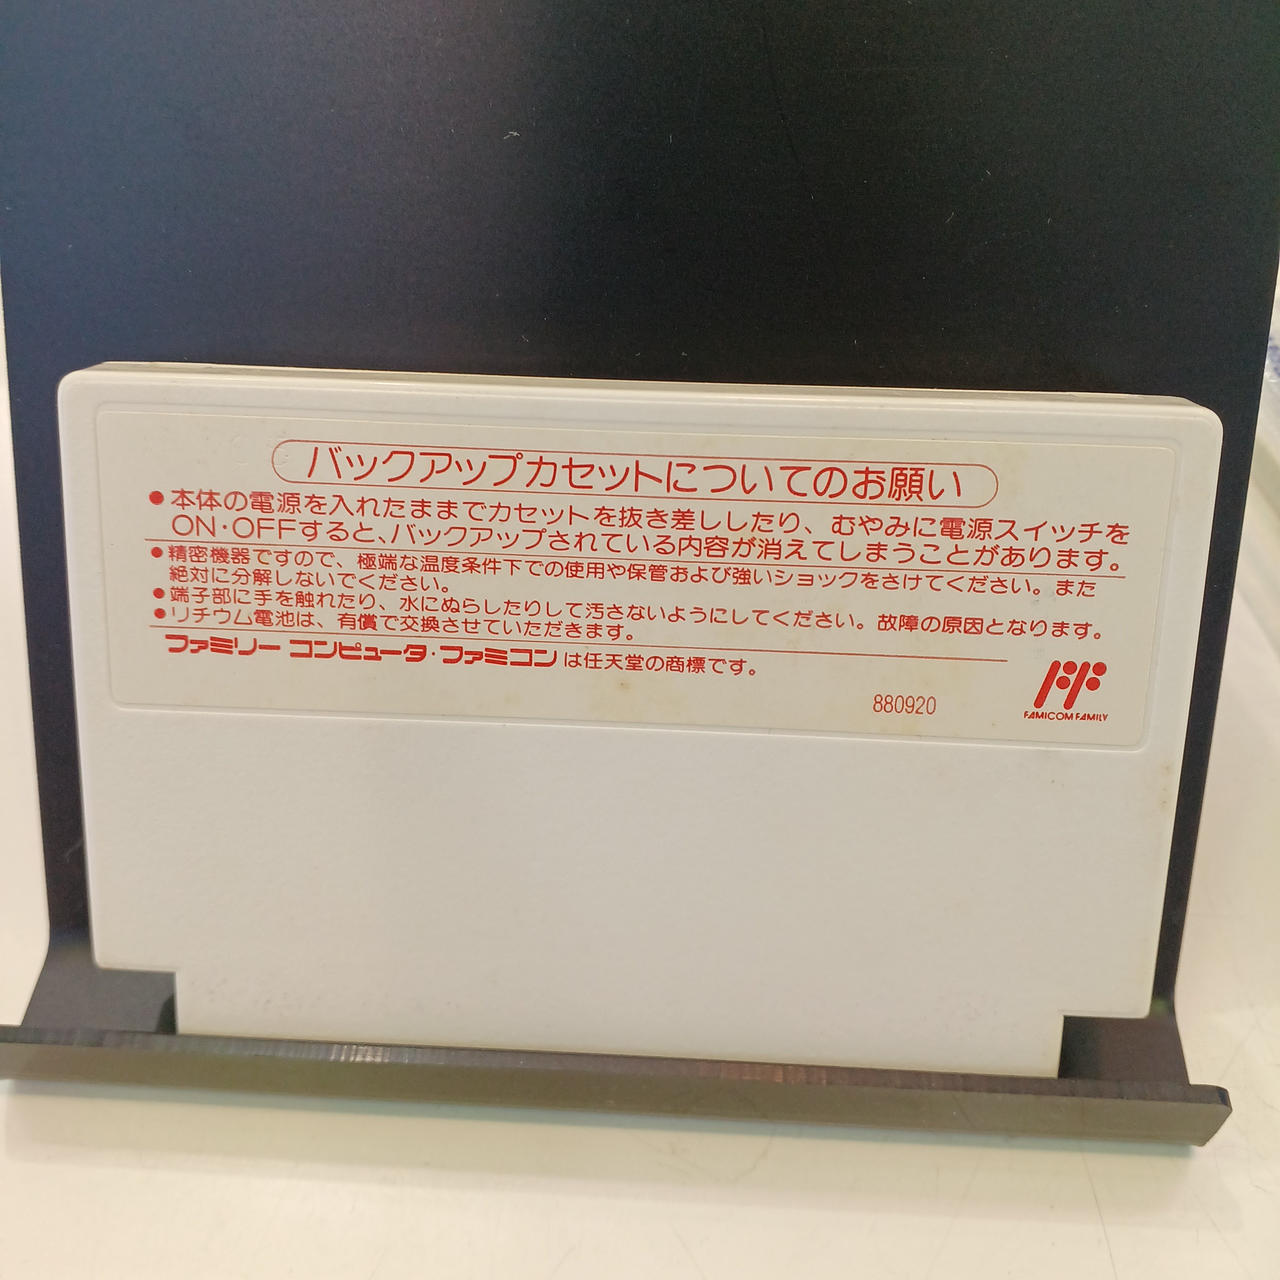 バックアップカセットについてのお願い
●本体の電源を入れたままでカセットを抜き差ししたり、むやみに電源スイッチを
ON・OFFすると、バックアップされている内容が消えてしまうことがあります。
●精密機器ですので、極端な温度条件下での使用や保管および強いショックをさけてください。また
絶対に分解しないでください。
●端子部に手を触れたり、水にぬらしたりして汚さないようにしてください。故障の原因となります。
●リチウム電池は、有償で交換させていただきます。
ファミリー コンピュータ・ファミコンは任天堂の商標です。
880920
FAMICOM FAMILY